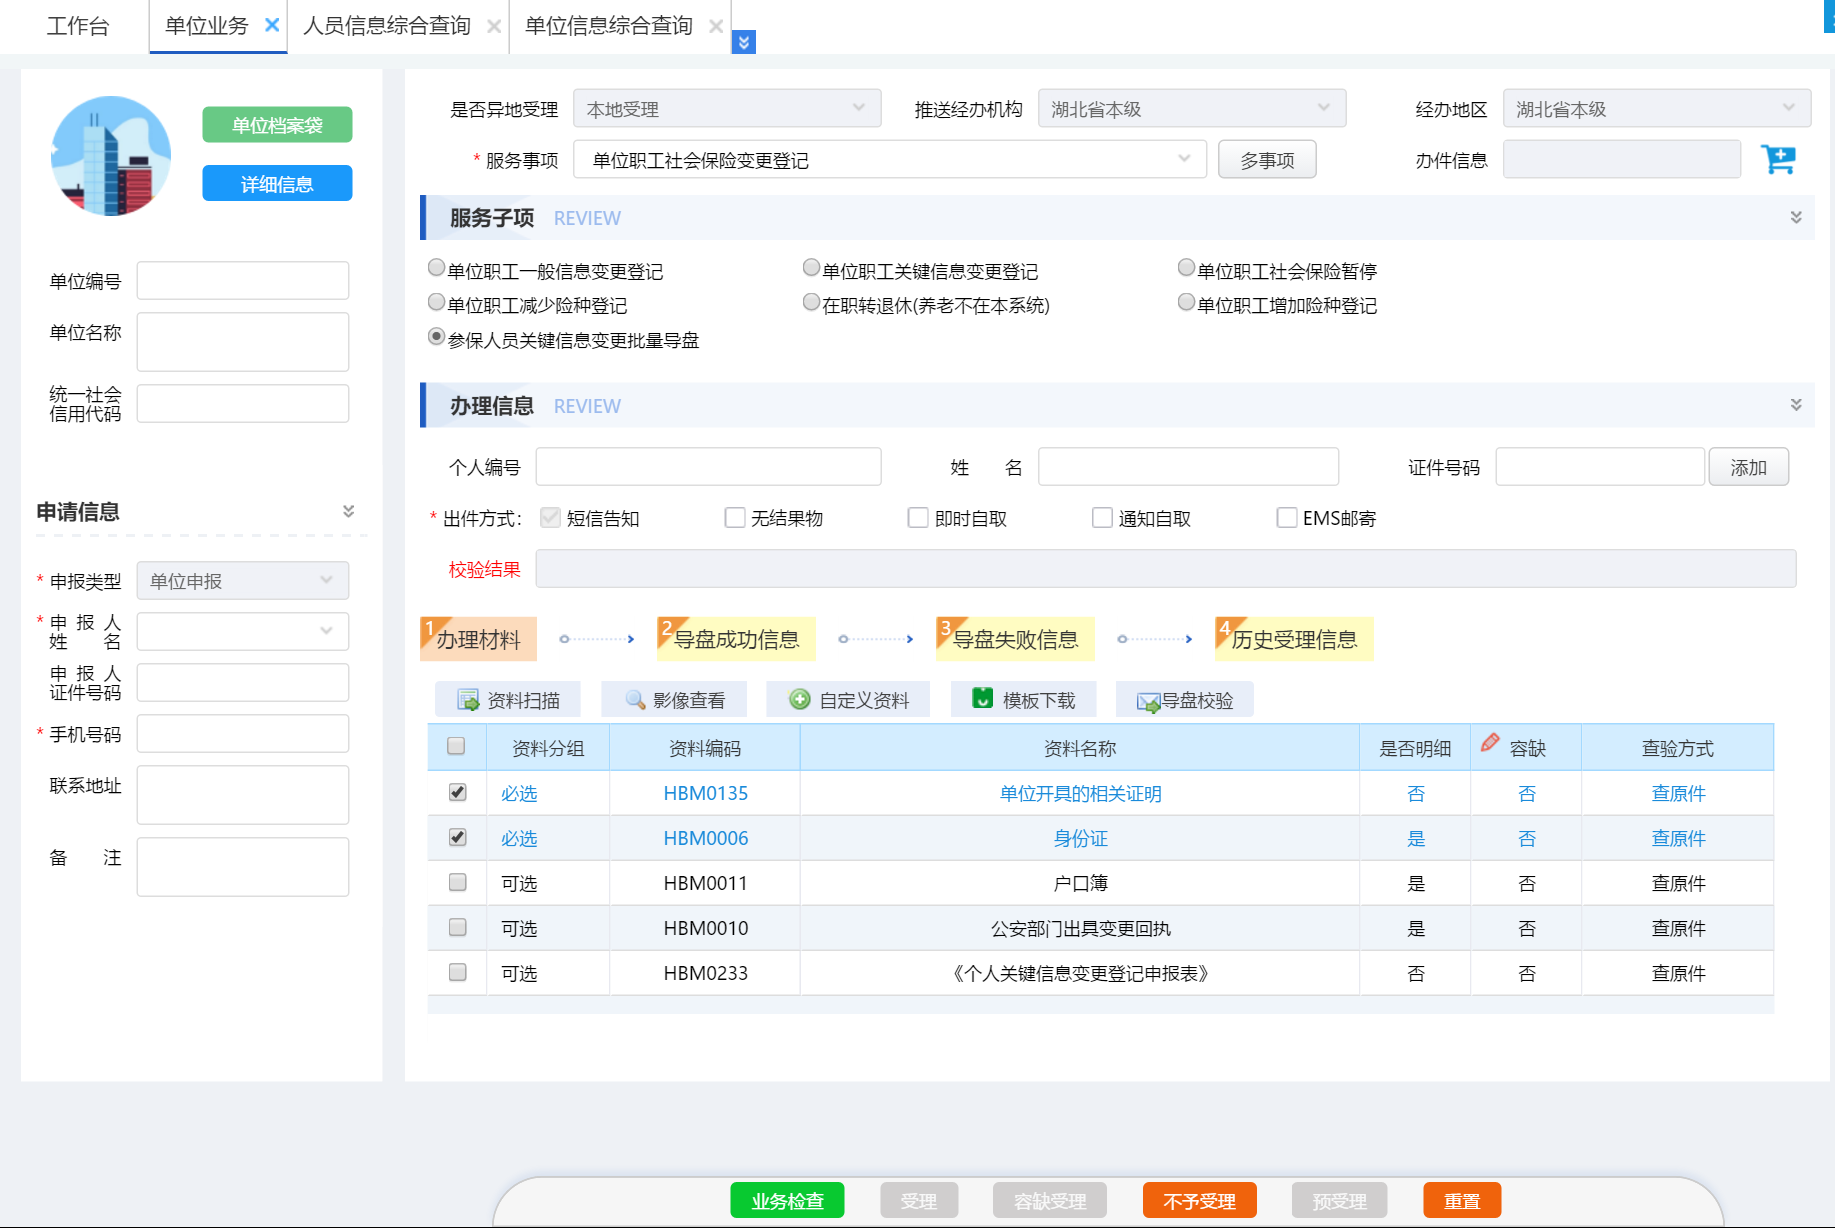 工作台 单位业务 人员信息综合查询 单位信息综合查询
单位档案袋
详细信息
单位编号
单位名称
统一社会
信用代码
申请信息
* 申报类型 单位申报
* 申报人
姓名
申报人
证件号码
* 手机号码
联系地址
备注
是否异地受理 本地受理 推送经办机构 湖北省本级 经办地区 湖北省本级
* 服务事项 单位职工社会保险变更登记 多事项 办件信息
服务子项 REVIEW
单位职工一般信息变更登记 单位职工关键信息变更登记 单位职工社会保险暂停
单位职工减少险种登记 在职转退休(养老不在本系统) 单位职工增加险种登记
参保人员关键信息变更批量导盘
办理信息 REVIEW
个人编号 姓名 证件号码 添加
* 出件方式: 短信告知 无结果物 即时自取 通知自取 EMS邮寄
校验结果
1 办理材料 2 导盘成功信息 3 导盘失败信息 4 历史受理信息
资料扫描 影像查看 自定义资料 模板下载 导盘校验
资料分组 资料编码 资料名称 是否明细 容缺 查验方式
必选 HBM0135 单位开具的相关证明 否 否 查原件
必选 HBM0006 身份证 是 否 查原件
可选 HBM0011 户口簿 是 否 查原件
可选 HBM0010 公安部门出具变更回执 是 否 查原件
可选 HBM0233 《个人关键信息变更登记申报表》 否 否 查原件
业务检查 受理 容缺受理 不予受理 预受理 重置